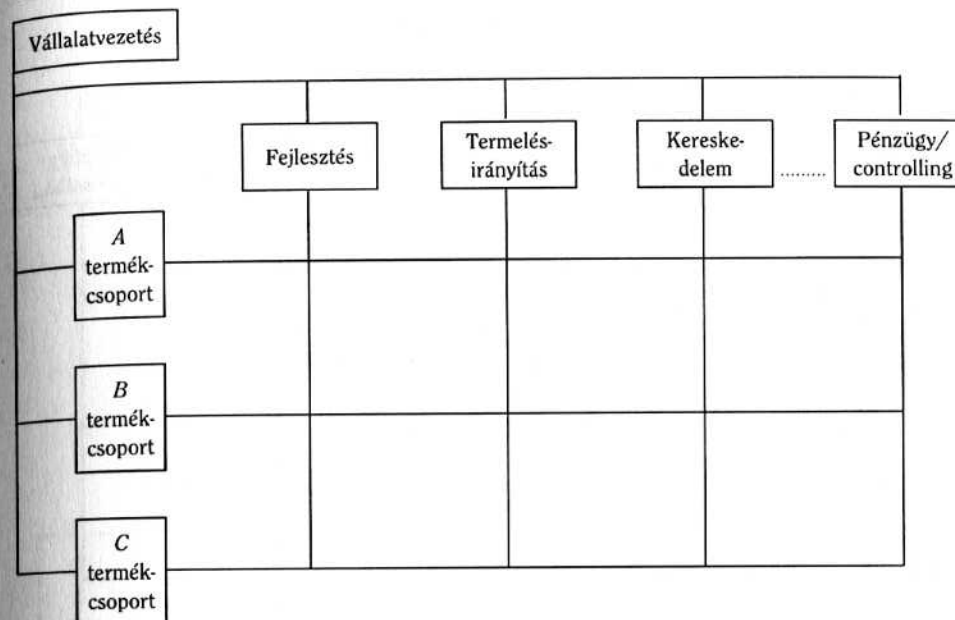 Vállalatvezetés
Fejlesztés
Termelés-
irányítás
Kereske-
delem
.........
Pénzügy/
controlling
A
termék-
csoport
B
termék-
csoport
C
termék-
csoport